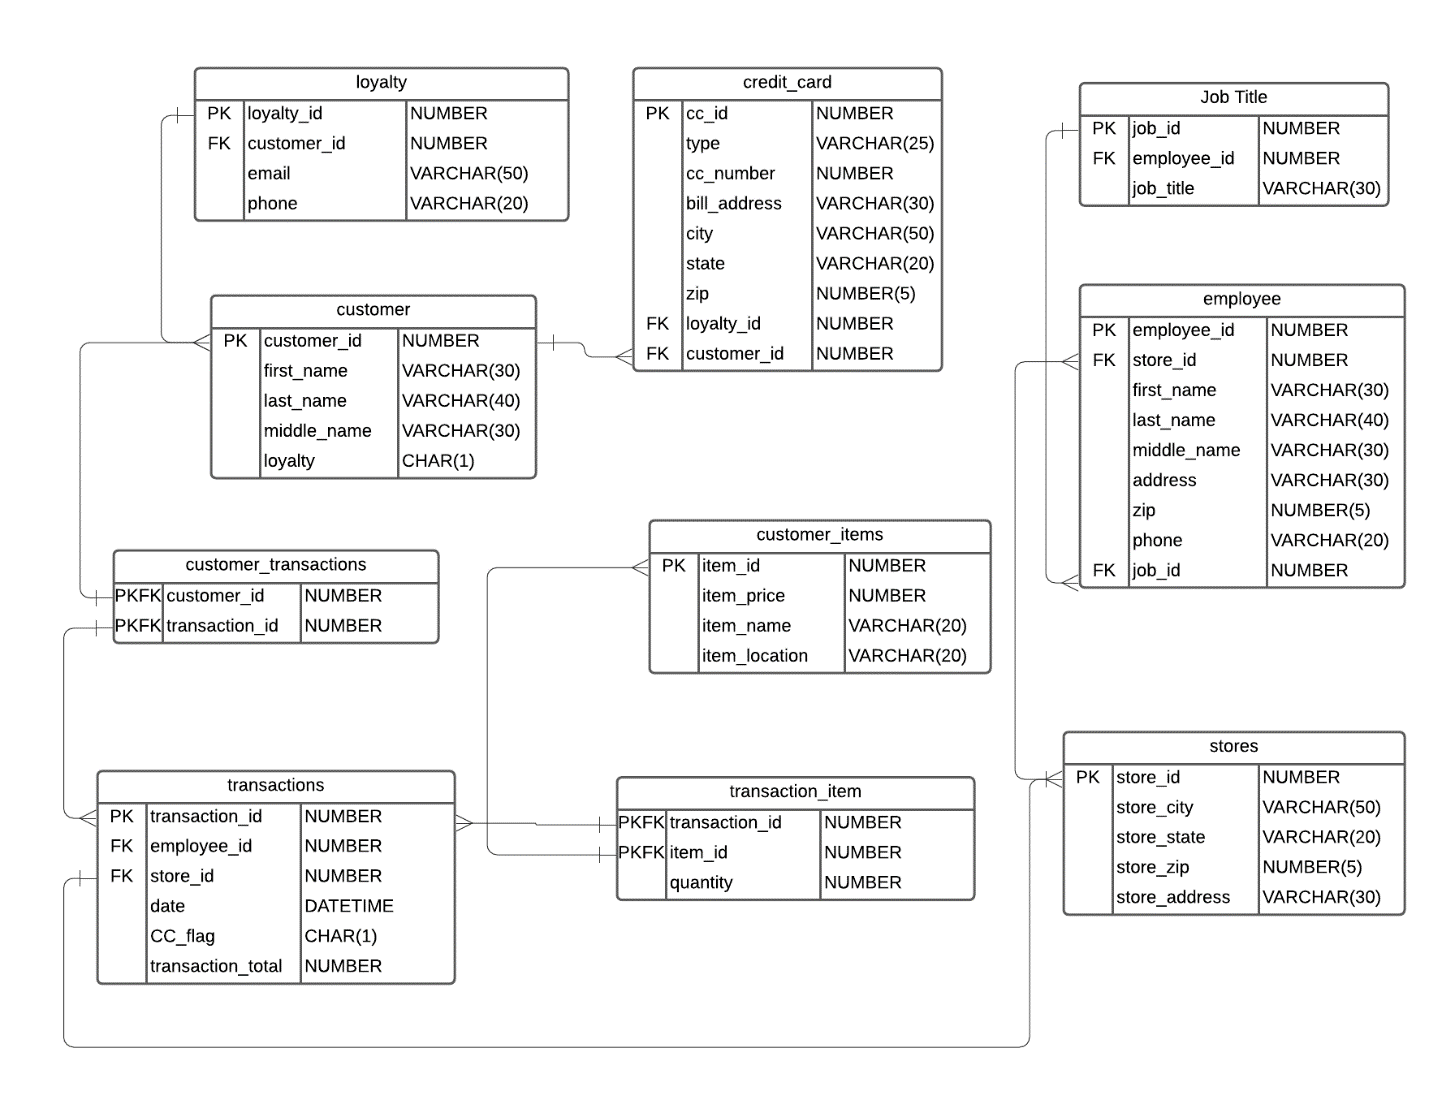 loyalty
PK loyalty_id NUMBER
FK customer_id NUMBER
email VARCHAR(50)
phone VARCHAR(20)
credit_card
PK cc_id NUMBER
type VARCHAR(25)
cc_number NUMBER
bill_address VARCHAR(30)
city VARCHAR(50)
state VARCHAR(20)
zip NUMBER(5)
FK loyalty_id NUMBER
FK customer_id NUMBER
Job Title
PK job_id NUMBER
FK employee_id NUMBER
job_title VARCHAR(30)
customer
PK customer_id NUMBER
first_name VARCHAR(30)
last_name VARCHAR(40)
middle_name VARCHAR(30)
loyalty CHAR(1)
employee
PK employee_id NUMBER
FK store_id NUMBER
first_name VARCHAR(30)
last_name VARCHAR(40)
middle_name VARCHAR(30)
address VARCHAR(30)
zip NUMBER(5)
phone VARCHAR(20)
FK job_id NUMBER
customer_transactions
PKFK customer_id NUMBER
PKFK transaction_id NUMBER
customer_items
PK item_id NUMBER
item_price NUMBER
item_name VARCHAR(20)
item_location VARCHAR(20)
transactions
PK transaction_id NUMBER
FK employee_id NUMBER
FK store_id NUMBER
date DATETIME
CC_flag CHAR(1)
transaction_total NUMBER
transaction_item
PKFK transaction_id NUMBER
PKFK item_id NUMBER
quantity NUMBER
stores
PK store_id NUMBER
store_city VARCHAR(50)
store_state VARCHAR(20)
store_zip NUMBER(5)
store_address VARCHAR(30)